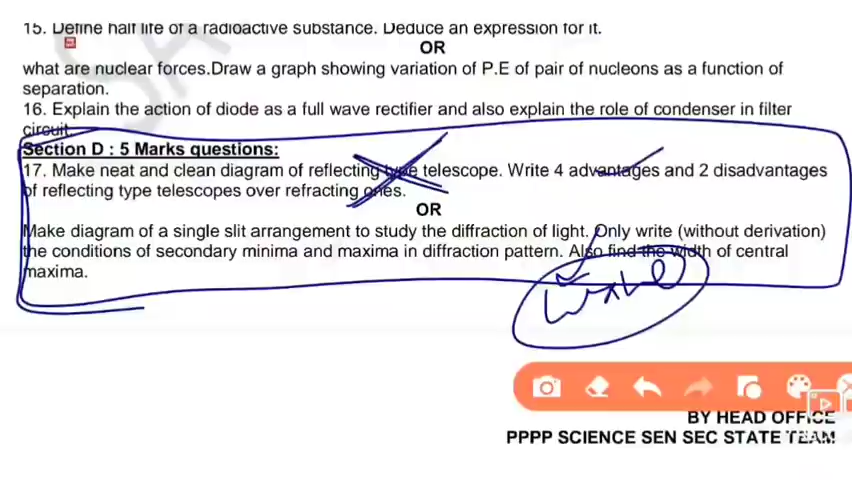 15. Define half life of a radioactive substance. Deduce an expression for it.
OR
what are nuclear forces.Draw a graph showing variation of P.E of pair of nucleons as a function of
separation.
16. Explain the action of diode as a full wave rectifier and also explain the role of condenser in filter
circuit.
Section D : 5 Marks questions:
17. Make neat and clean diagram of reflecting type telescope. Write 4 advantages and 2 disadvantages
of reflecting type telescopes over refracting ones.
OR
Make diagram of a single slit arrangement to study the diffraction of light. Only write (without derivation)
the conditions of secondary minima and maxima in diffraction pattern. Also find the width of central
maxima.
BY HEAD OFFICE
PPPP SCIENCE SEN SEC STATE TEAM